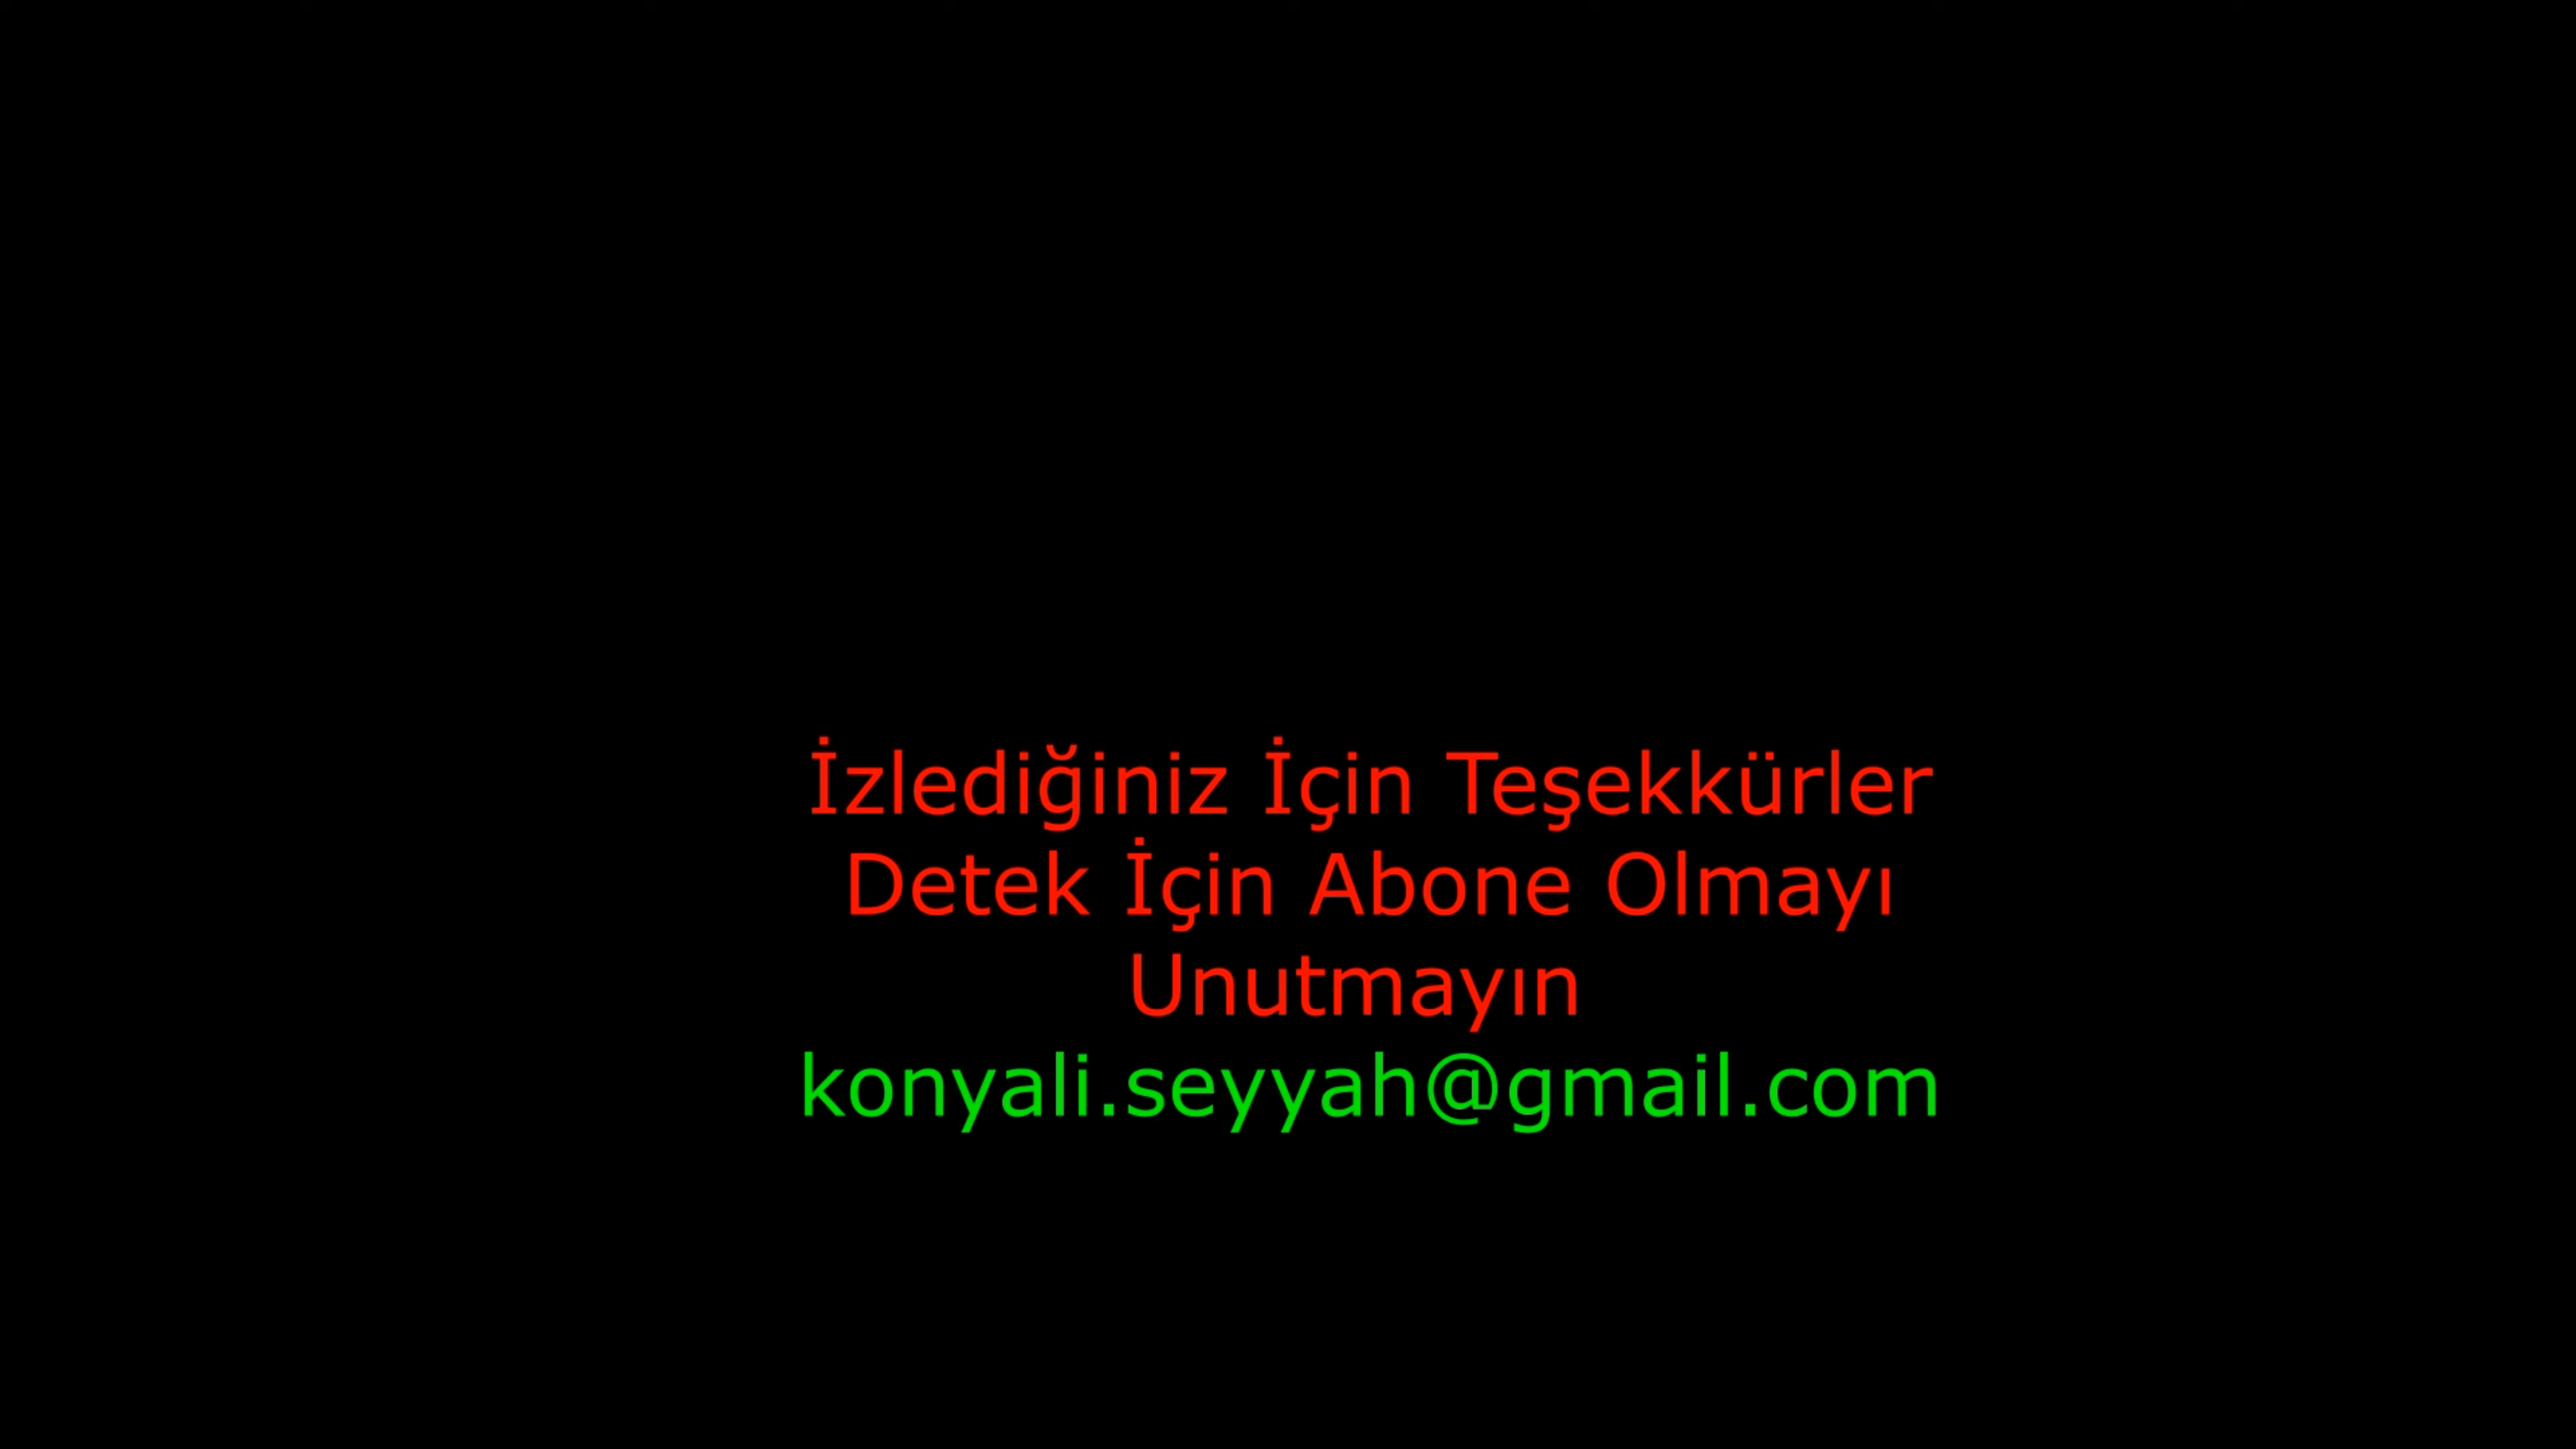 İzlediğiniz İçin Teşekkürler
Detek İçin Abone Olmayı
Unutmayın
konyali.seyyah@gmail.com